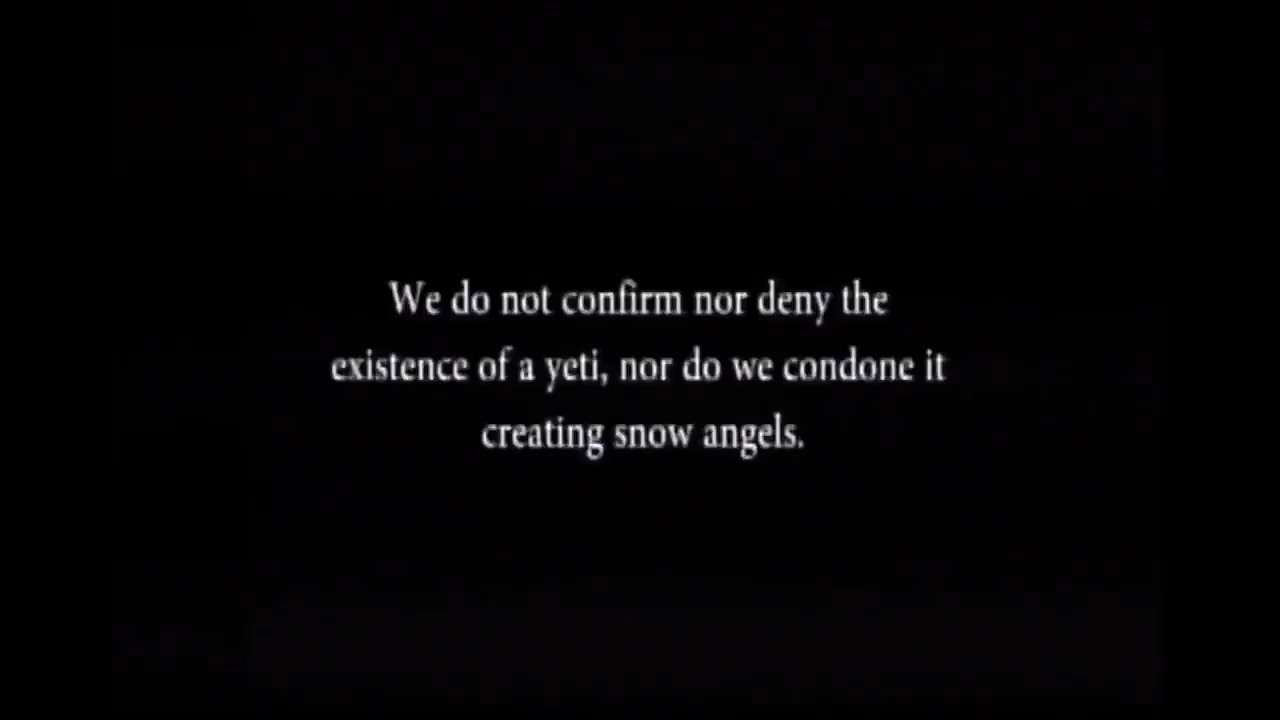 We do not confirm nor deny the
existence of a yeti, nor do we condone it
creating snow angels.